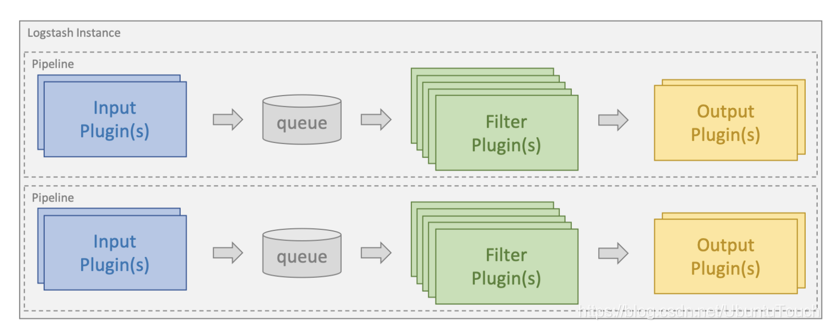 Logstash Instance
Pipeline
Input
Plugin(s)
queue
Filter
Plugin(s)
Output
Plugin(s)
Pipeline
Input
Plugin(s)
queue
Filter
Plugin(s)
Output
Plugin(s)
https://blog.csdn.net/UbuntuTouch